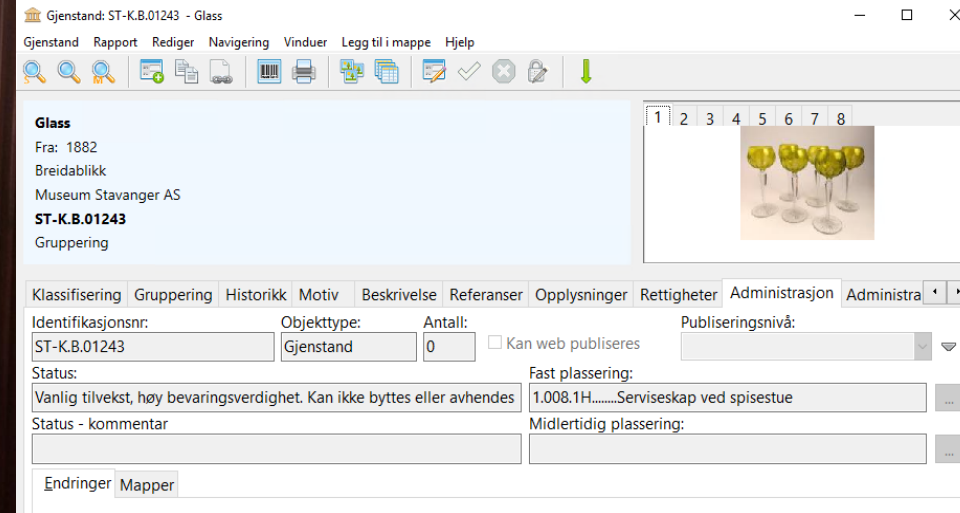 Gjenstand: ST-K.B.01243 - Glass
Gjenstand Rapport Rediger Navigering Vinduer Legg til i mappe Hjelp
Glass
Fra: 1882
Breidablikk
Museum Stavanger AS
ST-K.B.01243
Gruppering
1 2 3 4 5 6 7 8
Klassifisering Gruppering Historikk Motiv Beskrivelse Referanser Opplysninger Rettigheter Administrasjon Administra
Identifikasjonsnr: Objekttype: Antall: Publiseringsnivå:
ST-K.B.01243 Gjenstand 0 Kan web publiseres
Status: Fast plassering:
Vanlig tilvekst, høy bevaringsverdighet. Kan ikke byttes eller avhendes 1.008.1H........Serviseskap ved spisestue ...
Status - kommentar Midlertidig plassering:
...
Endringer Mapper